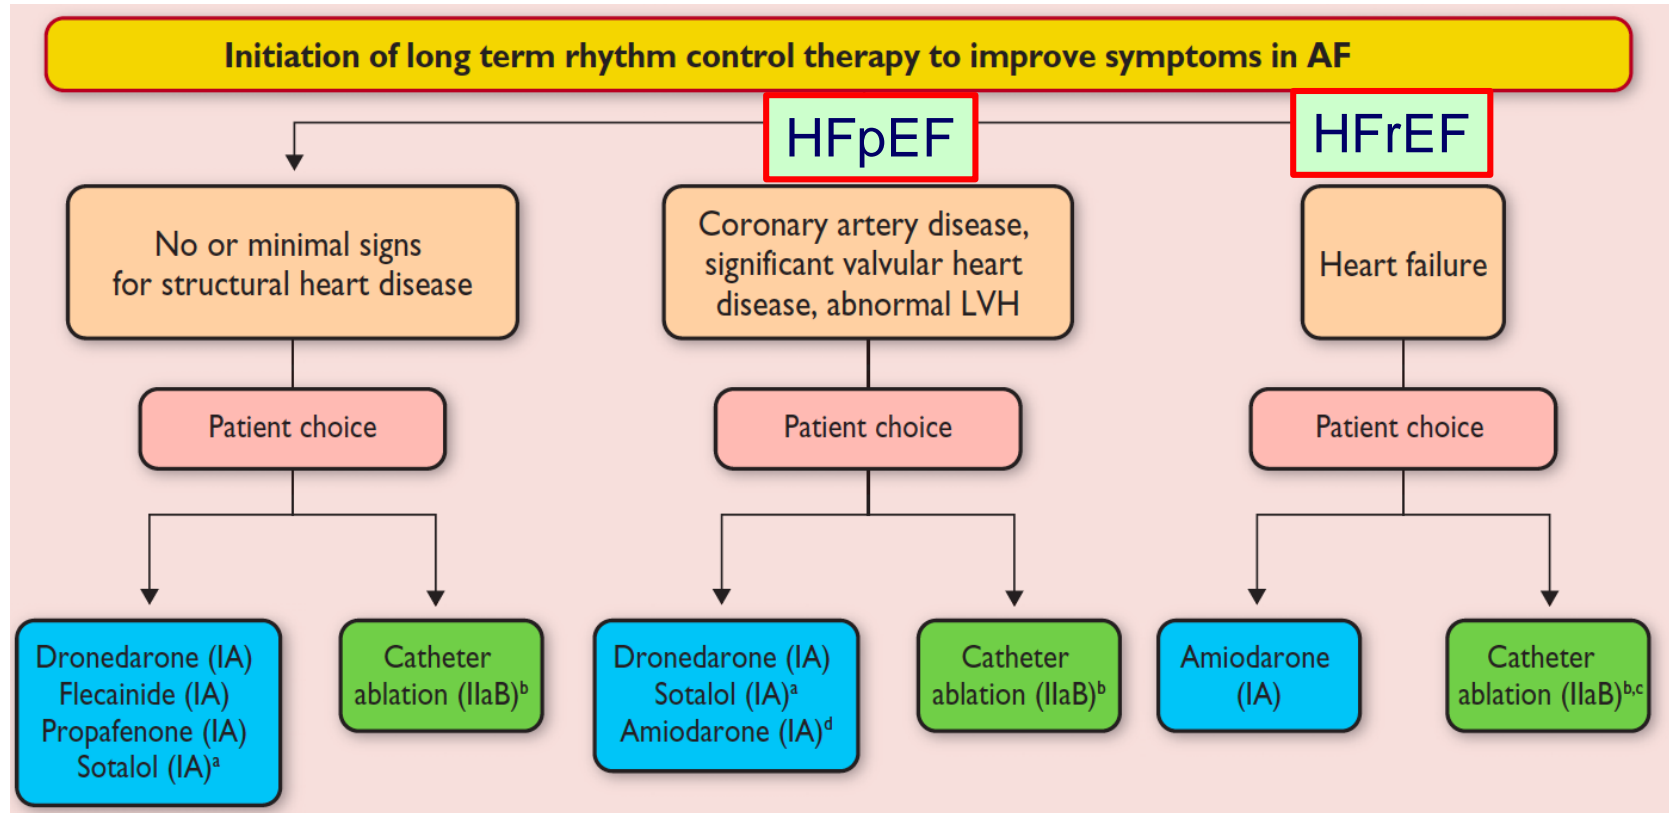 Initiation of long term rhythm control therapy to improve symptoms in AF
HFpEF
HFrEF
No or minimal signs
for structural heart disease
Coronary artery disease,
significant valvular heart
disease, abnormal LVH
Heart failure
Patient choice
Patient choice
Patient choice
Dronedarone (IA)
Flecainide (IA)
Propafenone (IA)
Sotalol (IA)ᵃ
Catheter
ablation (IIaB)ᵇ
Dronedarone (IA)
Sotalol (IA)ᵃ
Amiodarone (IA)ᵈ
Catheter
ablation (IIaB)ᵇ
Amiodarone
(IA)
Catheter
ablation (IIaB)ᵇ,ᶜ